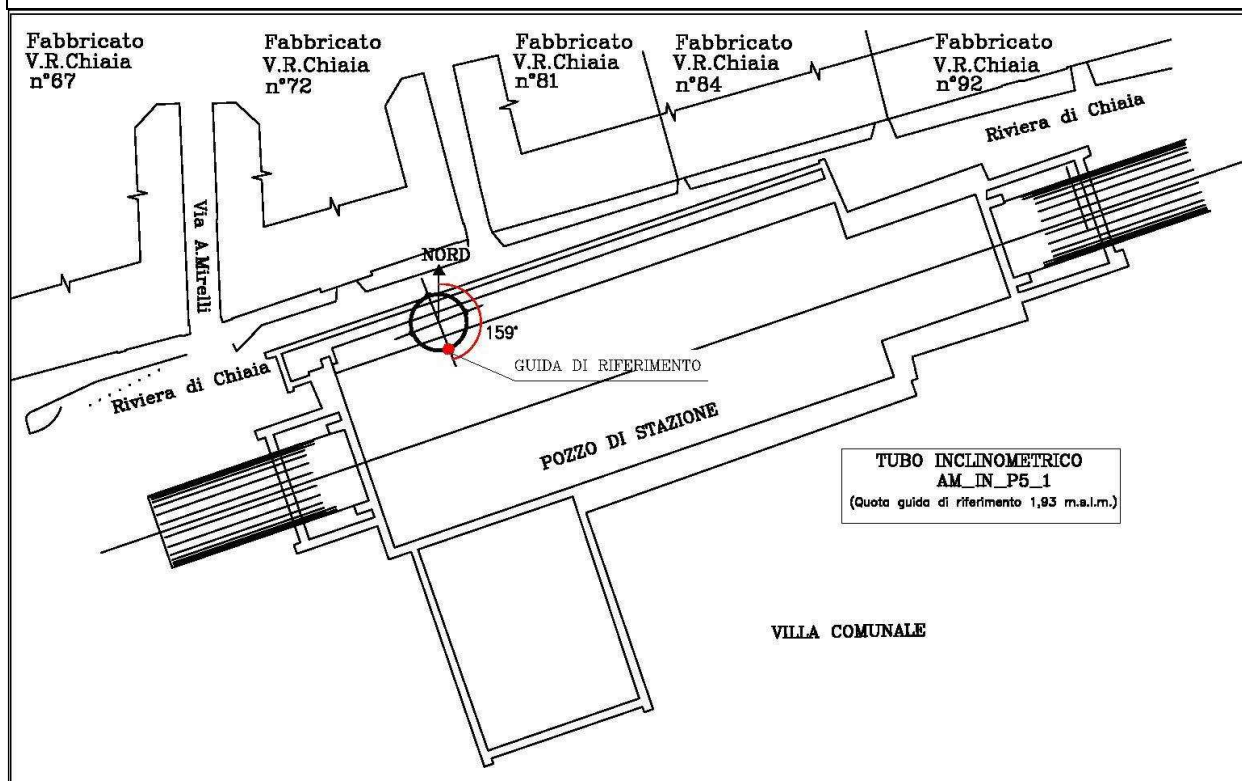 Fabbricato
V.R.Chiaia
n°67
Fabbricato
V.R.Chiaia
n°72
Fabbricato
V.R.Chiaia
n°81
Fabbricato
V.R.Chiaia
n°84
Fabbricato
V.R.Chiaia
n°92
Riviera di Chiaia
Via A.Mirelli
NORD
159°
GUIDA DI RIFERIMENTO
Riviera di Chiaia
POZZO DI STAZIONE
TUBO INCLINOMETRICO
AM_IN_P5_1
(Quota guida di riferimento 1,93 m.s.l.m.)
VILLA COMUNALE